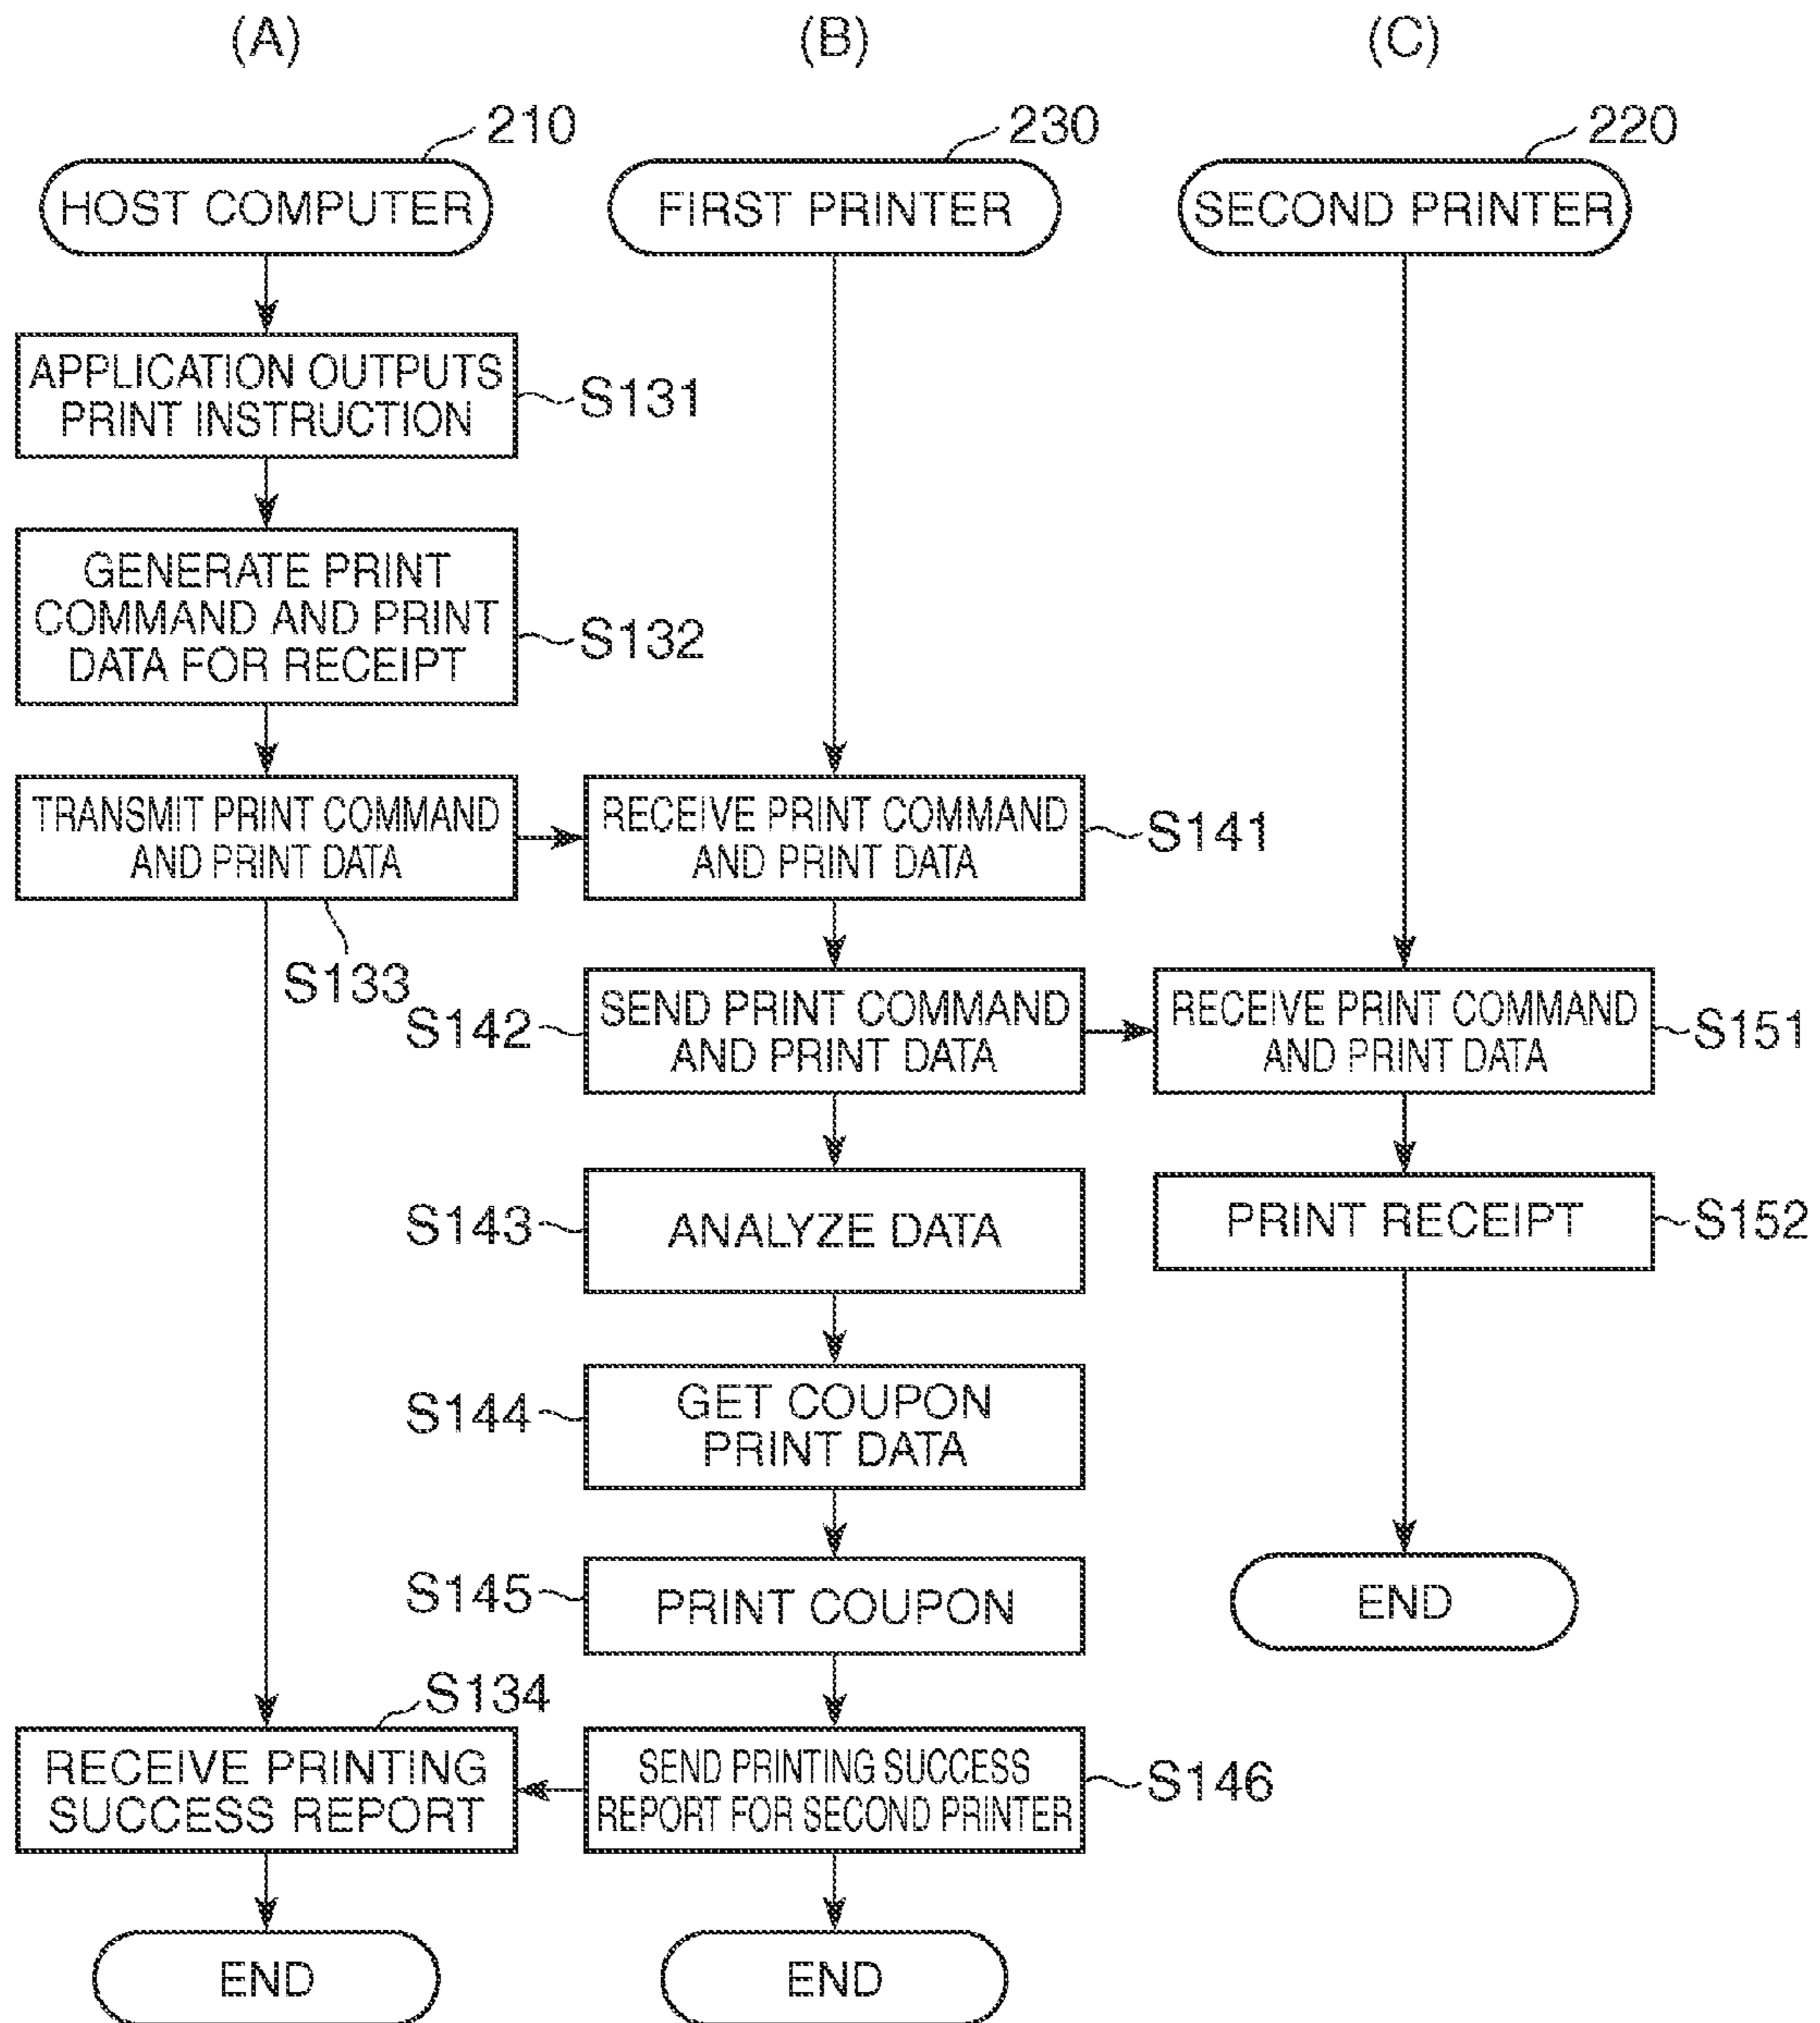 (A)
210
HOST COMPUTER
APPLICATION OUTPUTS
PRINT INSTRUCTION
S131
GENERATE PRINT
COMMAND AND PRINT
DATA FOR RECEIPT
S132
TRANSMIT PRINT COMMAND
AND PRINT DATA
S133
S134
RECEIVE PRINTING
SUCCESS REPORT
END
(B)
230
FIRST PRINTER
RECEIVE PRINT COMMAND
AND PRINT DATA
S141
S142
SEND PRINT COMMAND
AND PRINT DATA
S143
ANALYZE DATA
S144
GET COUPON
PRINT DATA
S145
PRINT COUPON
SEND PRINTING SUCCESS
REPORT FOR SECOND PRINTER
S146
END
(C)
220
SECOND PRINTER
RECEIVE PRINT COMMAND
AND PRINT DATA
S151
PRINT RECEIPT
S152
END